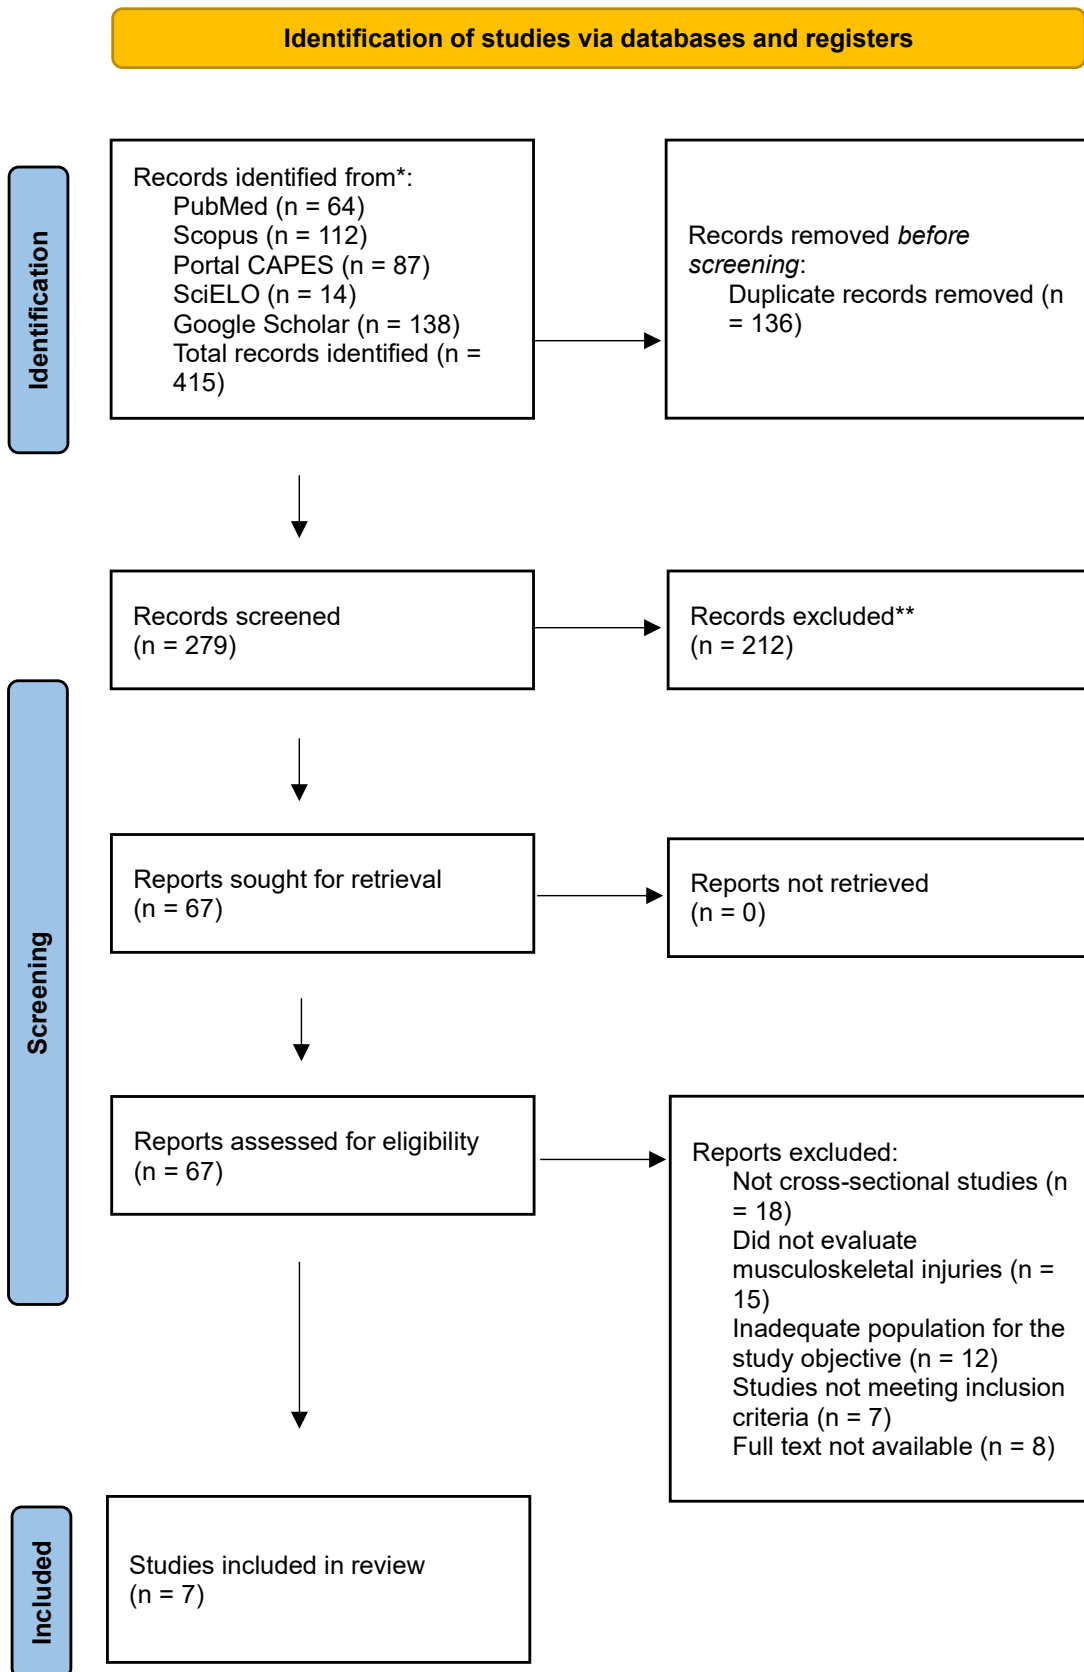 Identification of studies via databases and registers
Identification
Records identified from*:
PubMed (n = 64)
Scopus (n = 112)
Portal CAPES (n = 87)
SciELO (n = 14)
Google Scholar (n = 138)
Total records identified (n =
415)
Records removed before
screening:
Duplicate records removed (n
= 136)
Screening
Records screened
(n = 279)
Records excluded**
(n = 212)
Reports sought for retrieval
(n = 67)
Reports not retrieved
(n = 0)
Reports assessed for eligibility
(n = 67)
Reports excluded:
Not cross-sectional studies (n
= 18)
Did not evaluate
musculoskeletal injuries (n =
15)
Inadequate population for the
study objective (n = 12)
Studies not meeting inclusion
criteria (n = 7)
Full text not available (n = 8)
Included
Studies included in review
(n = 7)